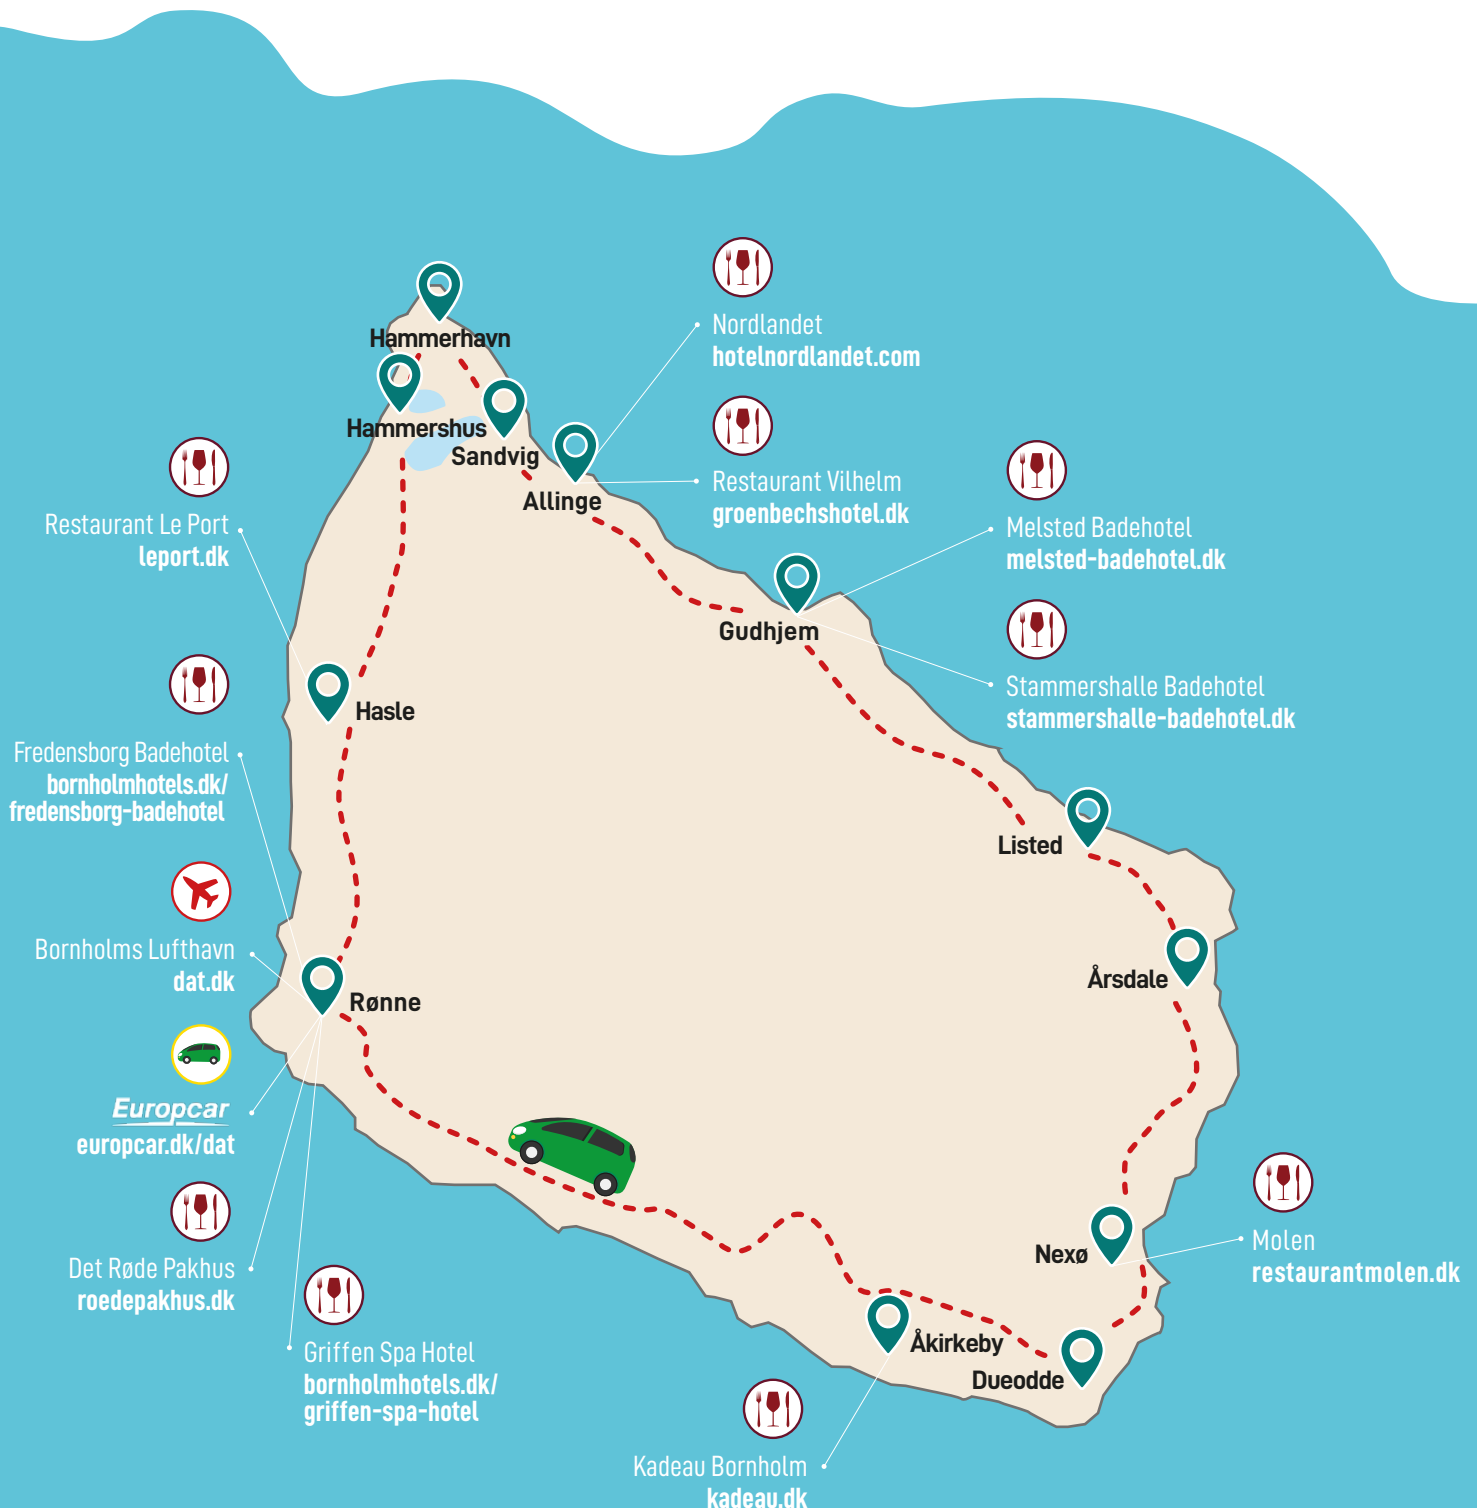 Nordlandet
hotelnordlandet.com
Hammerhavn
Hammershus
Sandvig
Allinge
Restaurant Vilhelm
groenbechshotel.dk
Melsted Badehotel
melsted-badehotel.dk
Restaurant Le Port
leport.dk
Gudhjem
Stammershalle Badehotel
stammershalle-badehotel.dk
Hasle
Fredensborg Badehotel
bornholmhotels.dk/
fredensborg-badehotel
Listed
Bornholms Lufthavn
dat.dk
Rønne
Årsdale
Europcar
europcar.dk/dat
Det Røde Pakhus
roedepakhus.dk
Nexø
Molen
restaurantmolen.dk
Griffen Spa Hotel
bornholmhotels.dk/
griffen-spa-hotel
Åkirkeby
Dueodde
Kadeau Bornholm
kadeau.dk